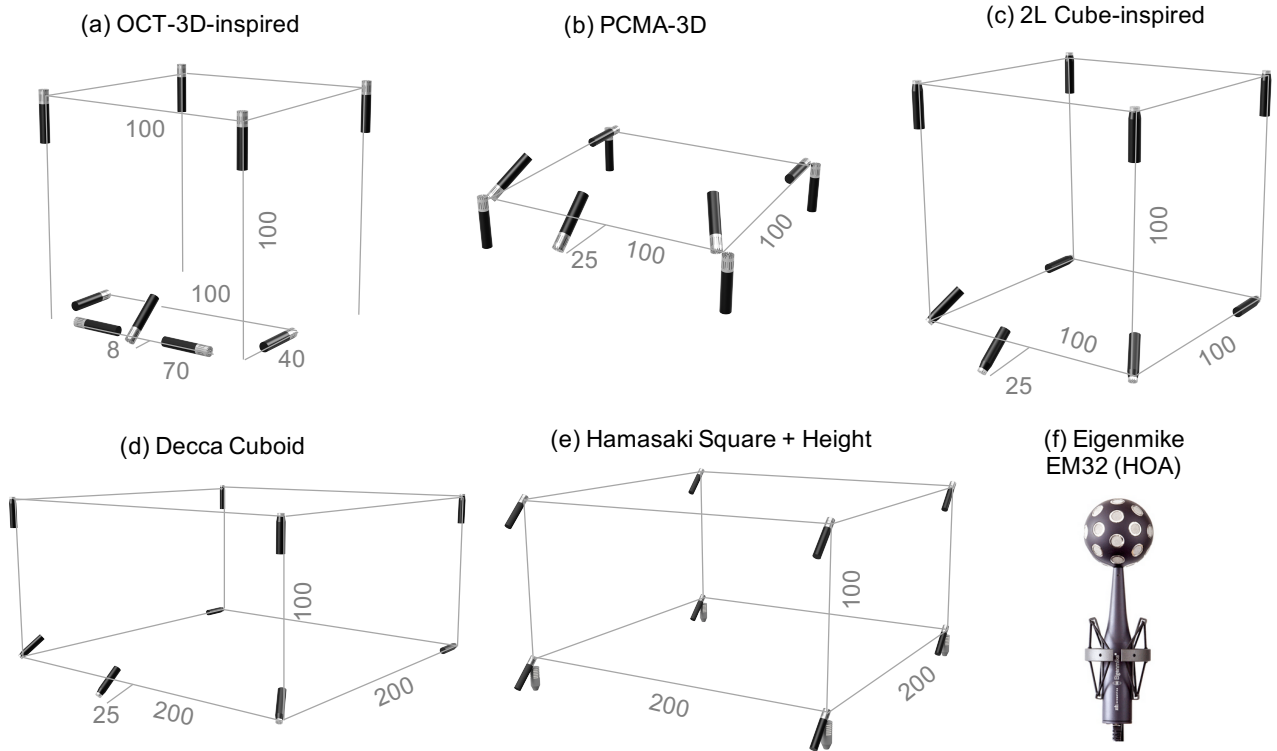 (a) OCT-3D-inspired
(b) PCMA-3D
(c) 2L Cube-inspired
100
100
100
8
70
40
100
100
25
100
100
100
25
(d) Decca Cuboid
(e) Hamasaki Square + Height
(f) Eigenmike
EM32 (HOA)
100
200
25
200
100
200
200